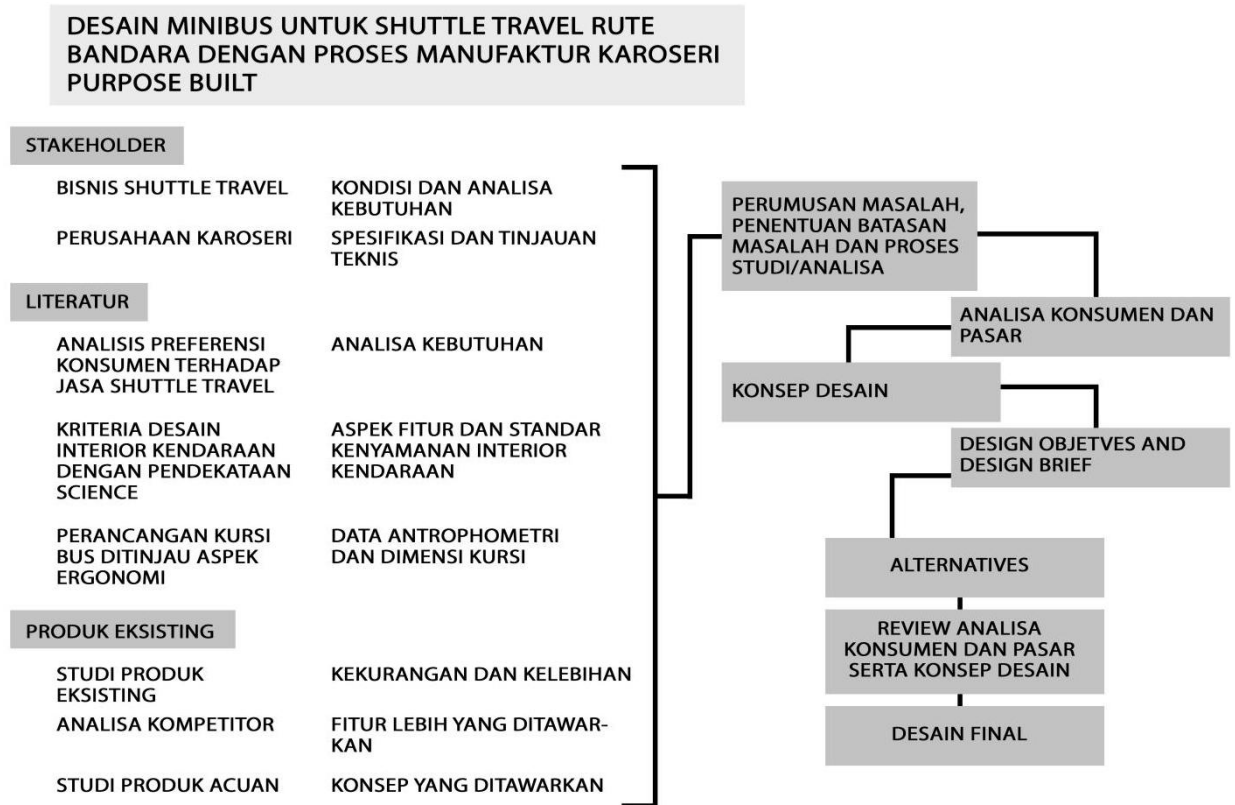 DESAIN MINIBUS UNTUK SHUTTLE TRAVEL RUTE
BANDARA DENGAN PROSES MANUFAKTUR KAROSERI
PURPOSE BUILT
STAKEHOLDER
BISNIS SHUTTLE TRAVEL
KONDISI DAN ANALISA
KEBUTUHAN
PERUSAHAAN KAROSERI
SPESIFIKASI DAN TINJAUAN
TEKNIS
LITERATUR
ANALISIS PREFERENSI
KONSUMEN TERHADAP
JASA SHUTTLE TRAVEL
ANALISA KEBUTUHAN
KRITERIA DESAIN
INTERIOR KENDARAAN
DENGAN PENDEKATAAN
SCIENCE
ASPEK FITUR DAN STANDAR
KENYAMANAN INTERIOR
KENDARAAN
PERANCANGAN KURSI
BUS DITINJAU ASPEK
ERGONOMI
DATA ANTROPHOMETRI
DAN DIMENSI KURSI
PRODUK EKSISTING
STUDI PRODUK
EKSISTING
KEKURANGAN DAN KELEBIHAN
ANALISA KOMPETITOR
FITUR LEBIH YANG DITAWAR-
KAN
STUDI PRODUK ACUAN
KONSEP YANG DITAWARKAN
PERUMUSAN MASALAH,
PENENTUAN BATASAN
MASALAH DAN PROSES
STUDI/ANALISA
ANALISA KONSUMEN DAN
PASAR
KONSEP DESAIN
DESIGN OBJETVES AND
DESIGN BRIEF
ALTERNATIVES
REVIEW ANALISA
KONSUMEN DAN PASAR
SERTA KONSEP DESAIN
DESAIN FINAL